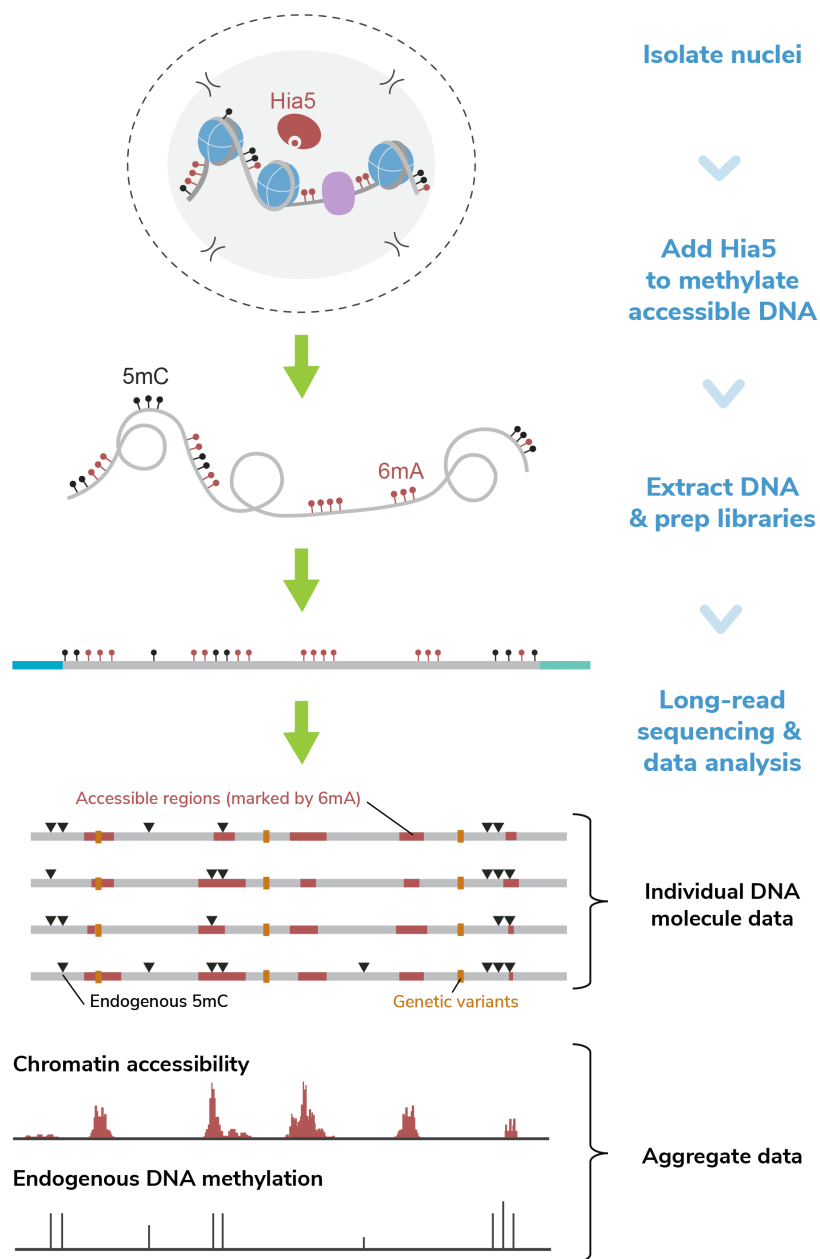 Isolate nuclei
Hia5
Add Hia5
to methylate
accessible DNA
5mC
6mA
Extract DNA
& prep libraries
Long-read
sequencing &
data analysis
Accessible regions (marked by 6mA)
Individual DNA
molecule data
Endogenous 5mC
Genetic variants
Chromatin accessibility
Aggregate data
Endogenous DNA methylation